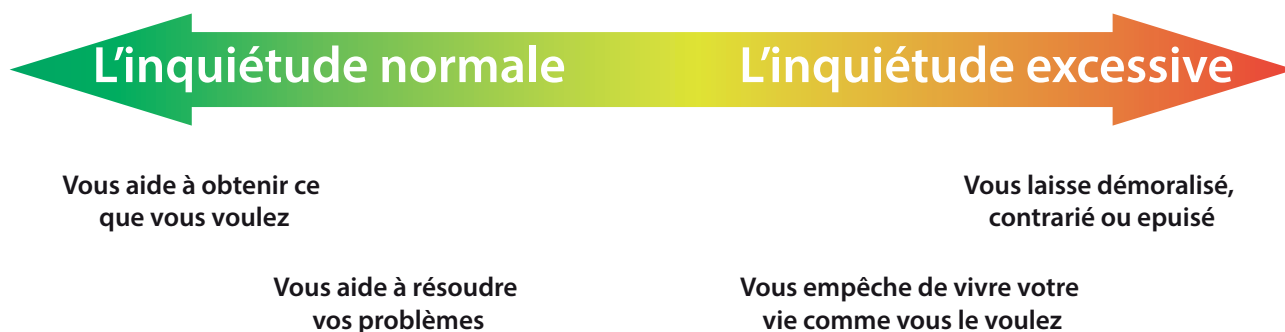 L'inquiétude normale
L'inquiétude excessive
Vous aide à obtenir ce
que vous voulez
Vous laisse démoralisé,
contrarié ou epuisé
Vous aide à résoudre
vos problèmes
Vous empêche de vivre votre
vie comme vous le voulez